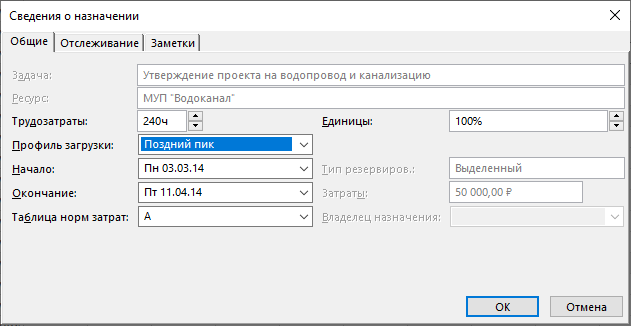 Сведения о назначении
Общие Отслеживание Заметки
Задача: Утверждение проекта на водопровод и канализацию
Ресурс: МУП "Водоканал"
Трудозатраты: 240ч Единицы: 100%
Профиль загрузки: Поздний пик
Начало: Пн 03.03.14 Тип резервиров.: Выделенный
Окончание: Пт 11.04.14 Затраты: 50 000,00 ₽
Таблица норм затрат: A Владелец назначения:
ОК Отмена